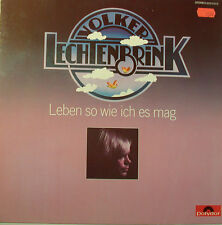 VOLKER
LECHTENBRINK
Leben so wie ich es mag
Polydor